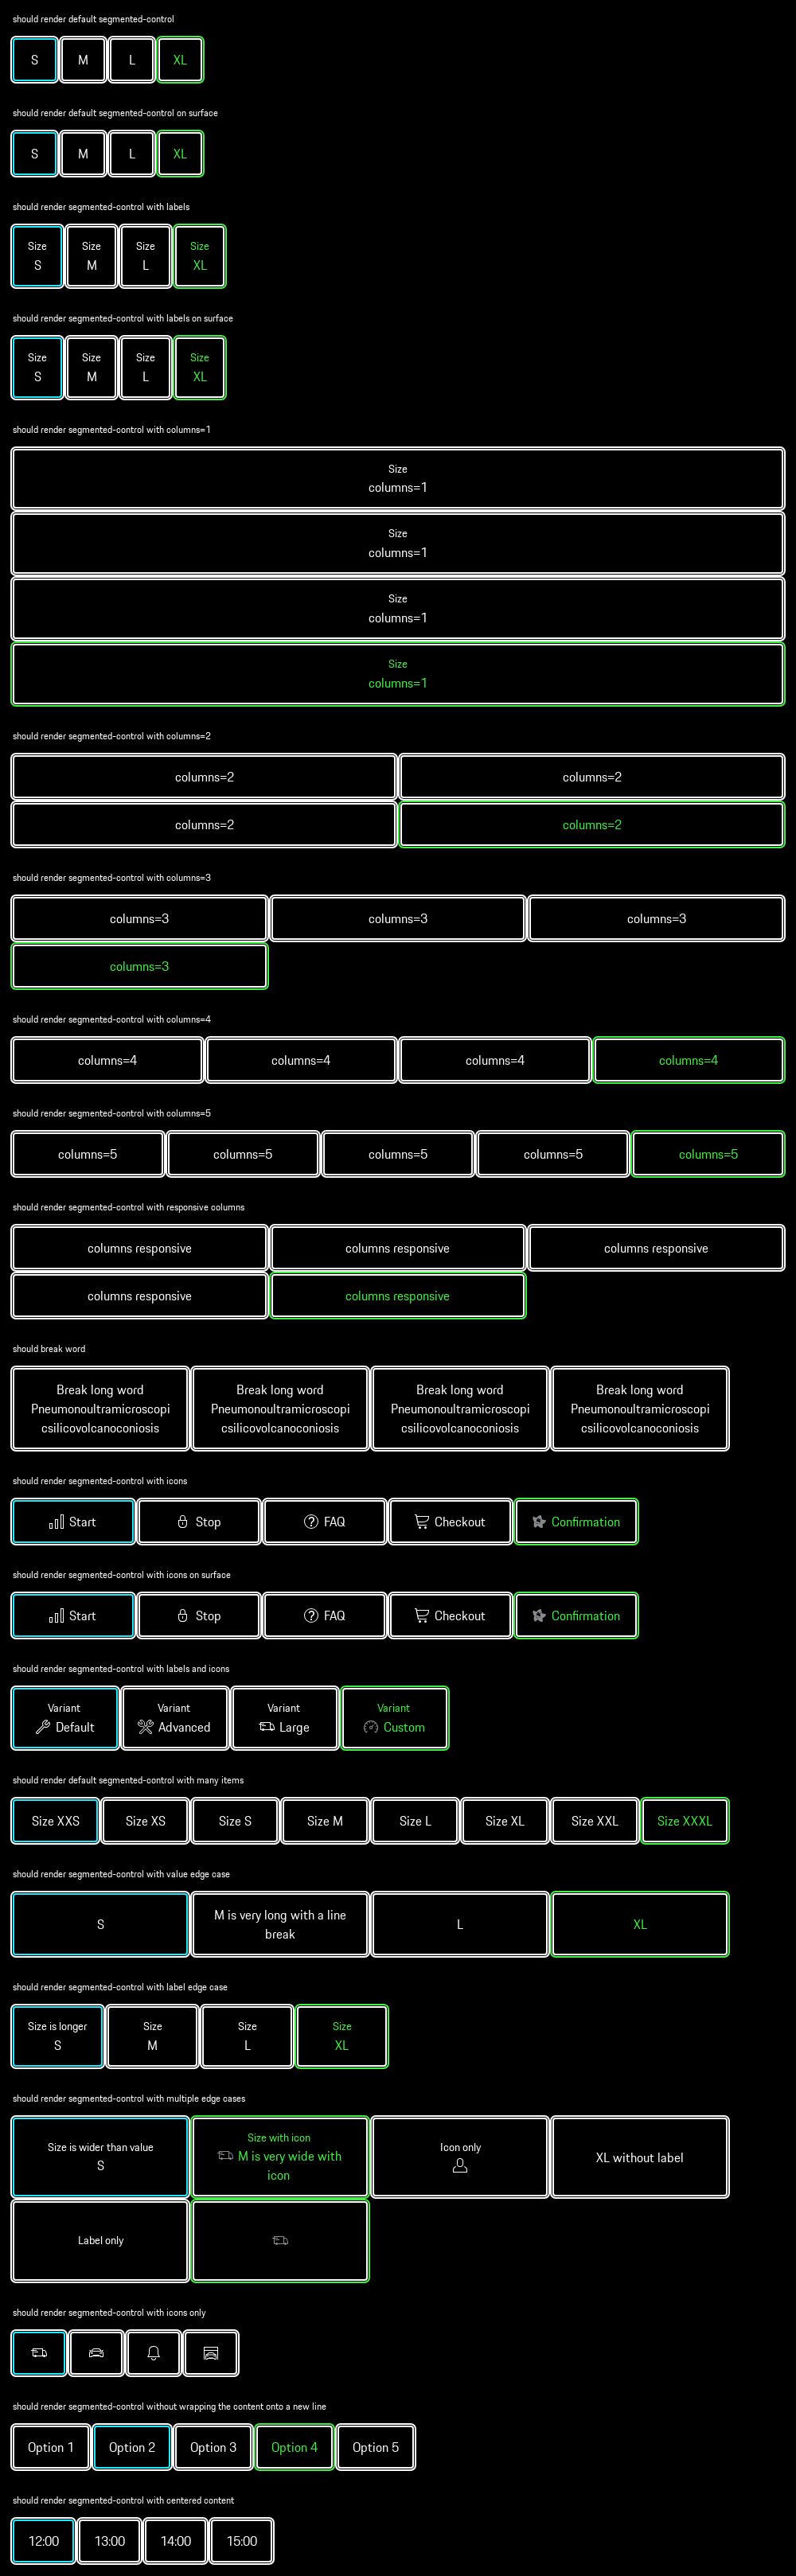 should render default segmented-control
S M L XL
should render default segmented-control on surface
S M L XL
should render segmented-control with labels
Size Size Size Size
S M L XL
should render segmented-control with labels on surface
Size Size Size Size
S M L XL
should render segmented-control with columns=1
Size
columns=1
Size
columns=1
Size
columns=1
Size
columns=1
should render segmented-control with columns=2
columns=2 columns=2
columns=2 columns=2
should render segmented-control with columns=3
columns=3 columns=3 columns=3
columns=3
should render segmented-control with columns=4
columns=4 columns=4 columns=4 columns=4
should render segmented-control with columns=5
columns=5 columns=5 columns=5 columns=5 columns=5
should render segmented-control with responsive columns
columns responsive columns responsive columns responsive
columns responsive columns responsive
should break word
Break long word Break long word Break long word Break long word
Pneumonoultramicroscopi Pneumonoultramicroscopi Pneumonoultramicroscopi Pneumonoultramicroscopi
csilicovolcanoconiosis csilicovolcanoconiosis csilicovolcanoconiosis csilicovolcanoconiosis
should render segmented-control with icons
Start Stop FAQ Checkout Confirmation
should render segmented-control with icons on surface
Start Stop FAQ Checkout Confirmation
should render segmented-control with labels and icons
Variant Variant Variant Variant
Default Advanced Large Custom
should render default segmented-control with many items
Size XXS Size XS Size S Size M Size L Size XL Size XXL Size XXXL
should render segmented-control with value edge case
S M is very long with a line break L XL
should render segmented-control with label edge case
Size is longer Size Size Size
S M L XL
should render segmented-control with multiple edge cases
Size is wider than value
S
Size with icon
M is very wide with
icon
Icon only
XL without label
Label only
should render segmented-control with icons only
should render segmented-control without wrapping the content onto a new line
Option 1 Option 2 Option 3 Option 4 Option 5
should render segmented-control with centered content
12:00 13:00 14:00 15:00